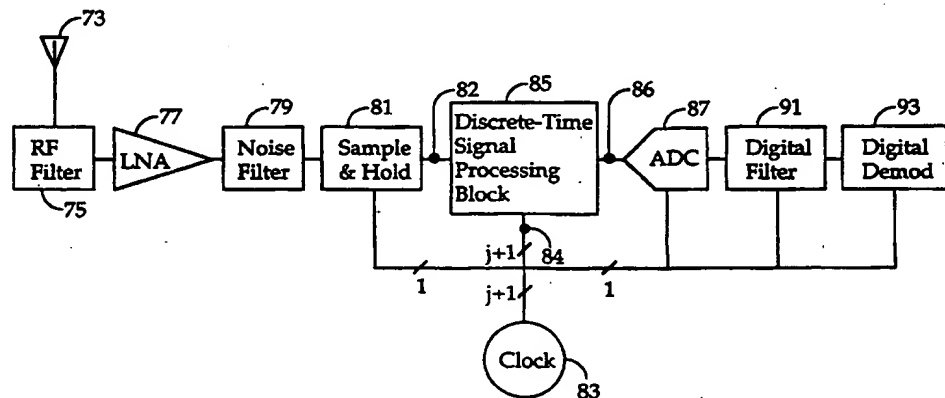 73
77
79
81
82
85
86
87
91
93
RF
Filter
LNA
Noise
Filter
Sample
& Hold
Discrete-Time
Signal
Processing
Block
ADC
Digital
Filter
Digital
Demod
75
j+1
84
1
1
j+1
Clock
83